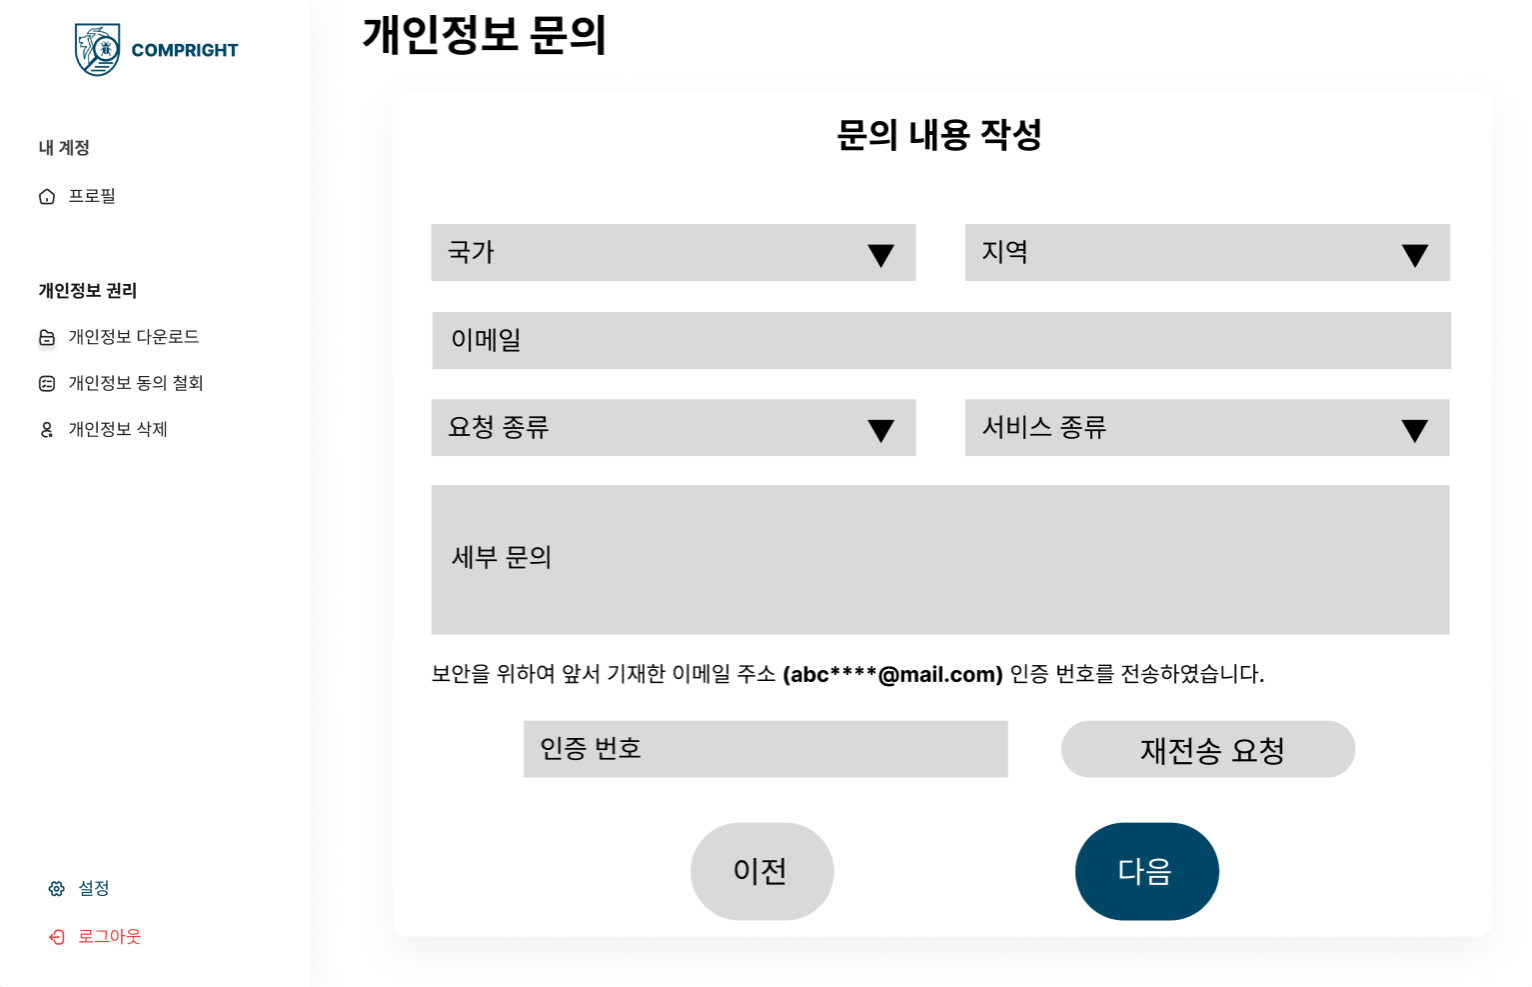 COMPRIGHT
내 계정
프로필
개인정보 권리
개인정보 다운로드
개인정보 동의 철회
개인정보 삭제
설정
로그아웃
개인정보 문의
문의 내용 작성
국가
지역
이메일
요청 종류
서비스 종류
세부 문의
보안을 위하여 앞서 기재한 이메일 주소 (abc****@mail.com) 인증 번호를 전송하였습니다.
인증 번호
재전송 요청
이전
다음